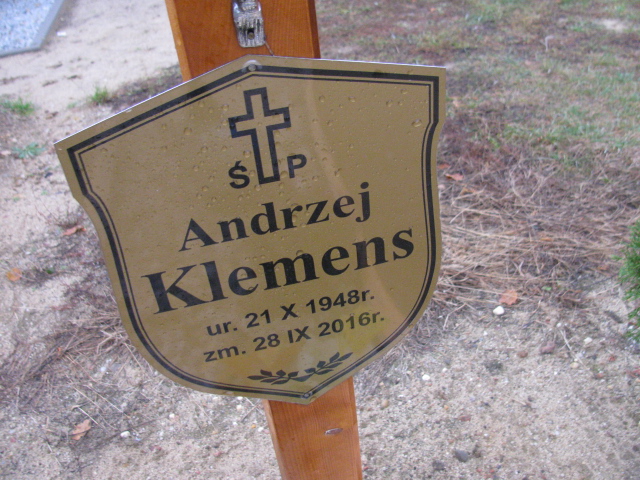 Ś P
Andrzej
Klemens
ur. 21 X 1948r.
zm. 28 IX 2016r.